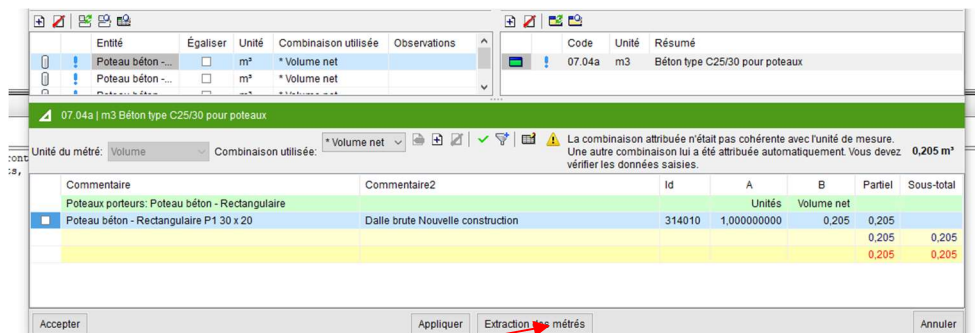 Entité Égaliser Unité Combinaison utilisée Observations
Poteau béton -... m³ * Volume net
Poteau béton -... m³ * Volume net
Code Unité Résumé
07.04a m3 Béton type C25/30 pour poteaux
07.04a | m3 Béton type C25/30 pour poteaux
Unité du métré: Volume Combinaison utilisée: * Volume net
La combinaison attribuée n'était pas cohérente avec l'unité de mesure.
Une autre combinaison lui a été attribuée automatiquement. Vous devez
vérifier les données saisies.
0,205 m³
Commentaire Commentaire2 Id A B Partiel Sous-total
Poteaux porteurs: Poteau béton - Rectangulaire Unités Volume net
Poteau béton - Rectangulaire P1 30 x 20 Dalle brute Nouvelle construction 314010 1,000000000 0,205 0,205
0,205 0,205
0,205 0,205
Accepter Appliquer Extraction des métrés Annuler